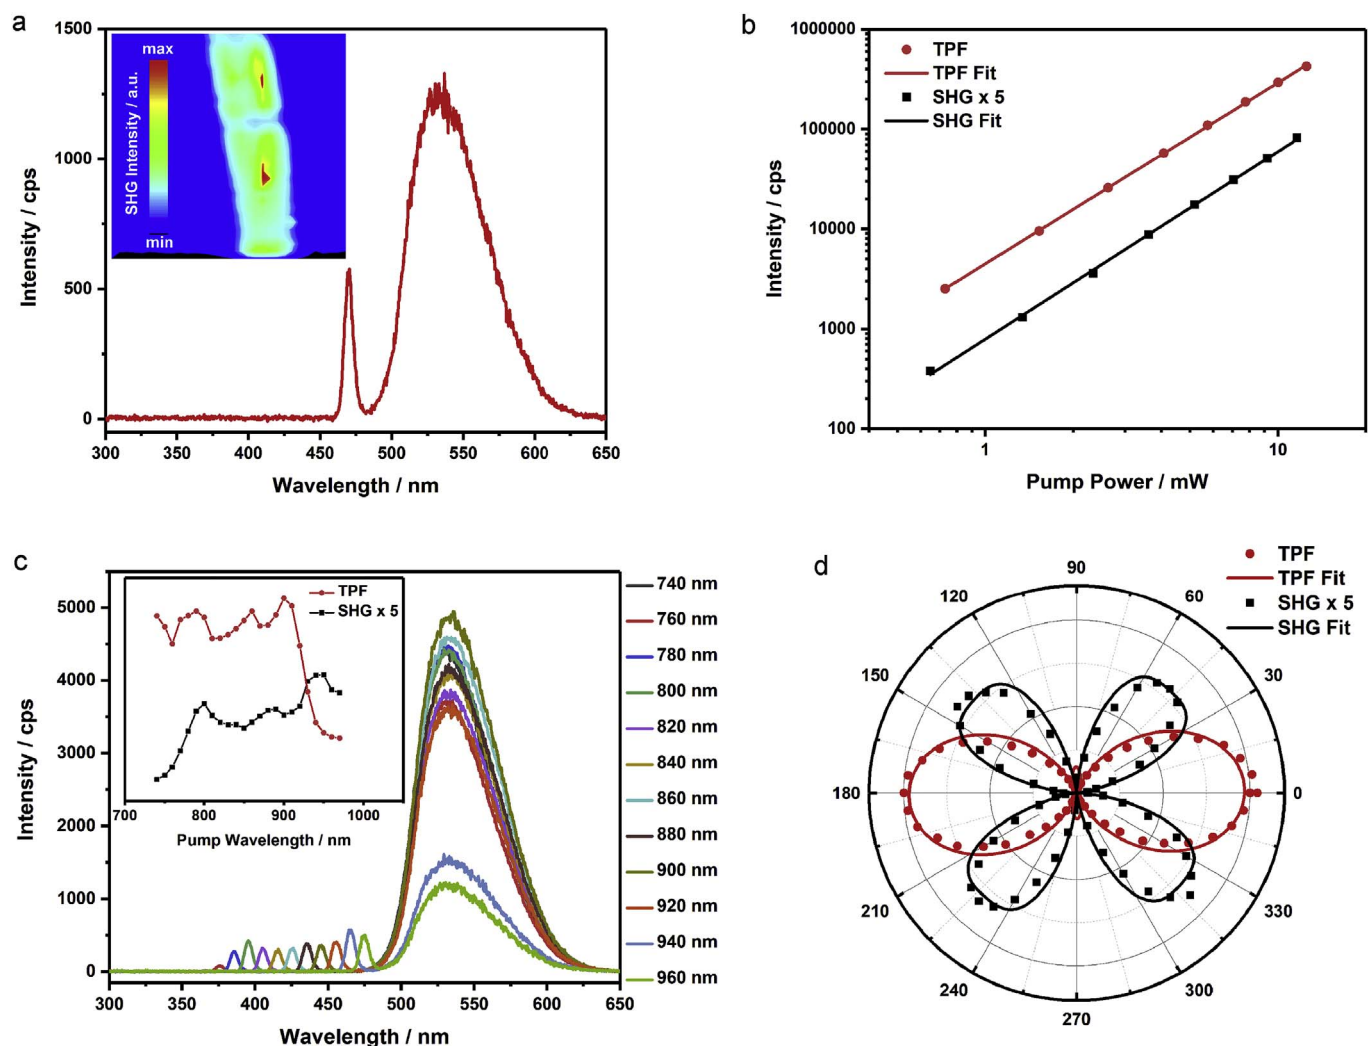 a
1500
1000
500
0
Intensity / cps
300 350 400 450 500 550 600 650
Wavelength / nm
max
SHG Intensity / a.u.
min
b
1000000
100000
10000
1000
100
Intensity / cps
TPF
TPF Fit
SHG x 5
SHG Fit
1 10
Pump Power / mW
c
5000
4000
3000
2000
1000
0
Intensity / cps
300 350 400 450 500 550 600 650
Wavelength / nm
TPF
SHG x 5
700 800 900 1000
Pump Wavelength / nm
740 nm
760 nm
780 nm
800 nm
820 nm
840 nm
860 nm
880 nm
900 nm
920 nm
940 nm
960 nm
d
TPF
TPF Fit
SHG x 5
SHG Fit
90
120 60
150 30
180 0
210 330
240 300
270